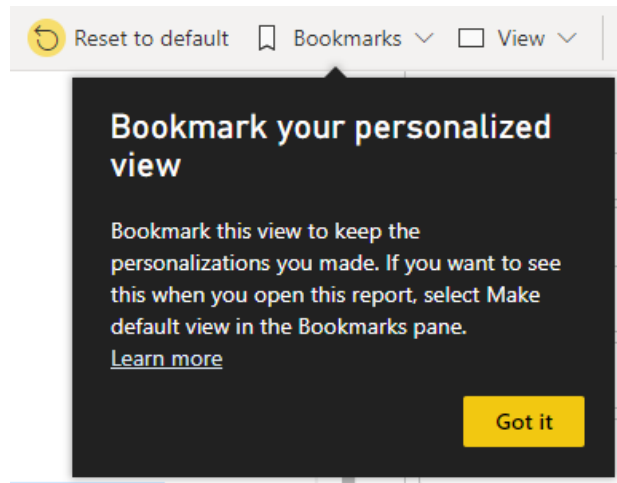 Reset to default Bookmarks View
Bookmark your personalized
view
Bookmark this view to keep the
personalizations you made. If you want to see
this when you open this report, select Make
default view in the Bookmarks pane.
Learn more
Got it